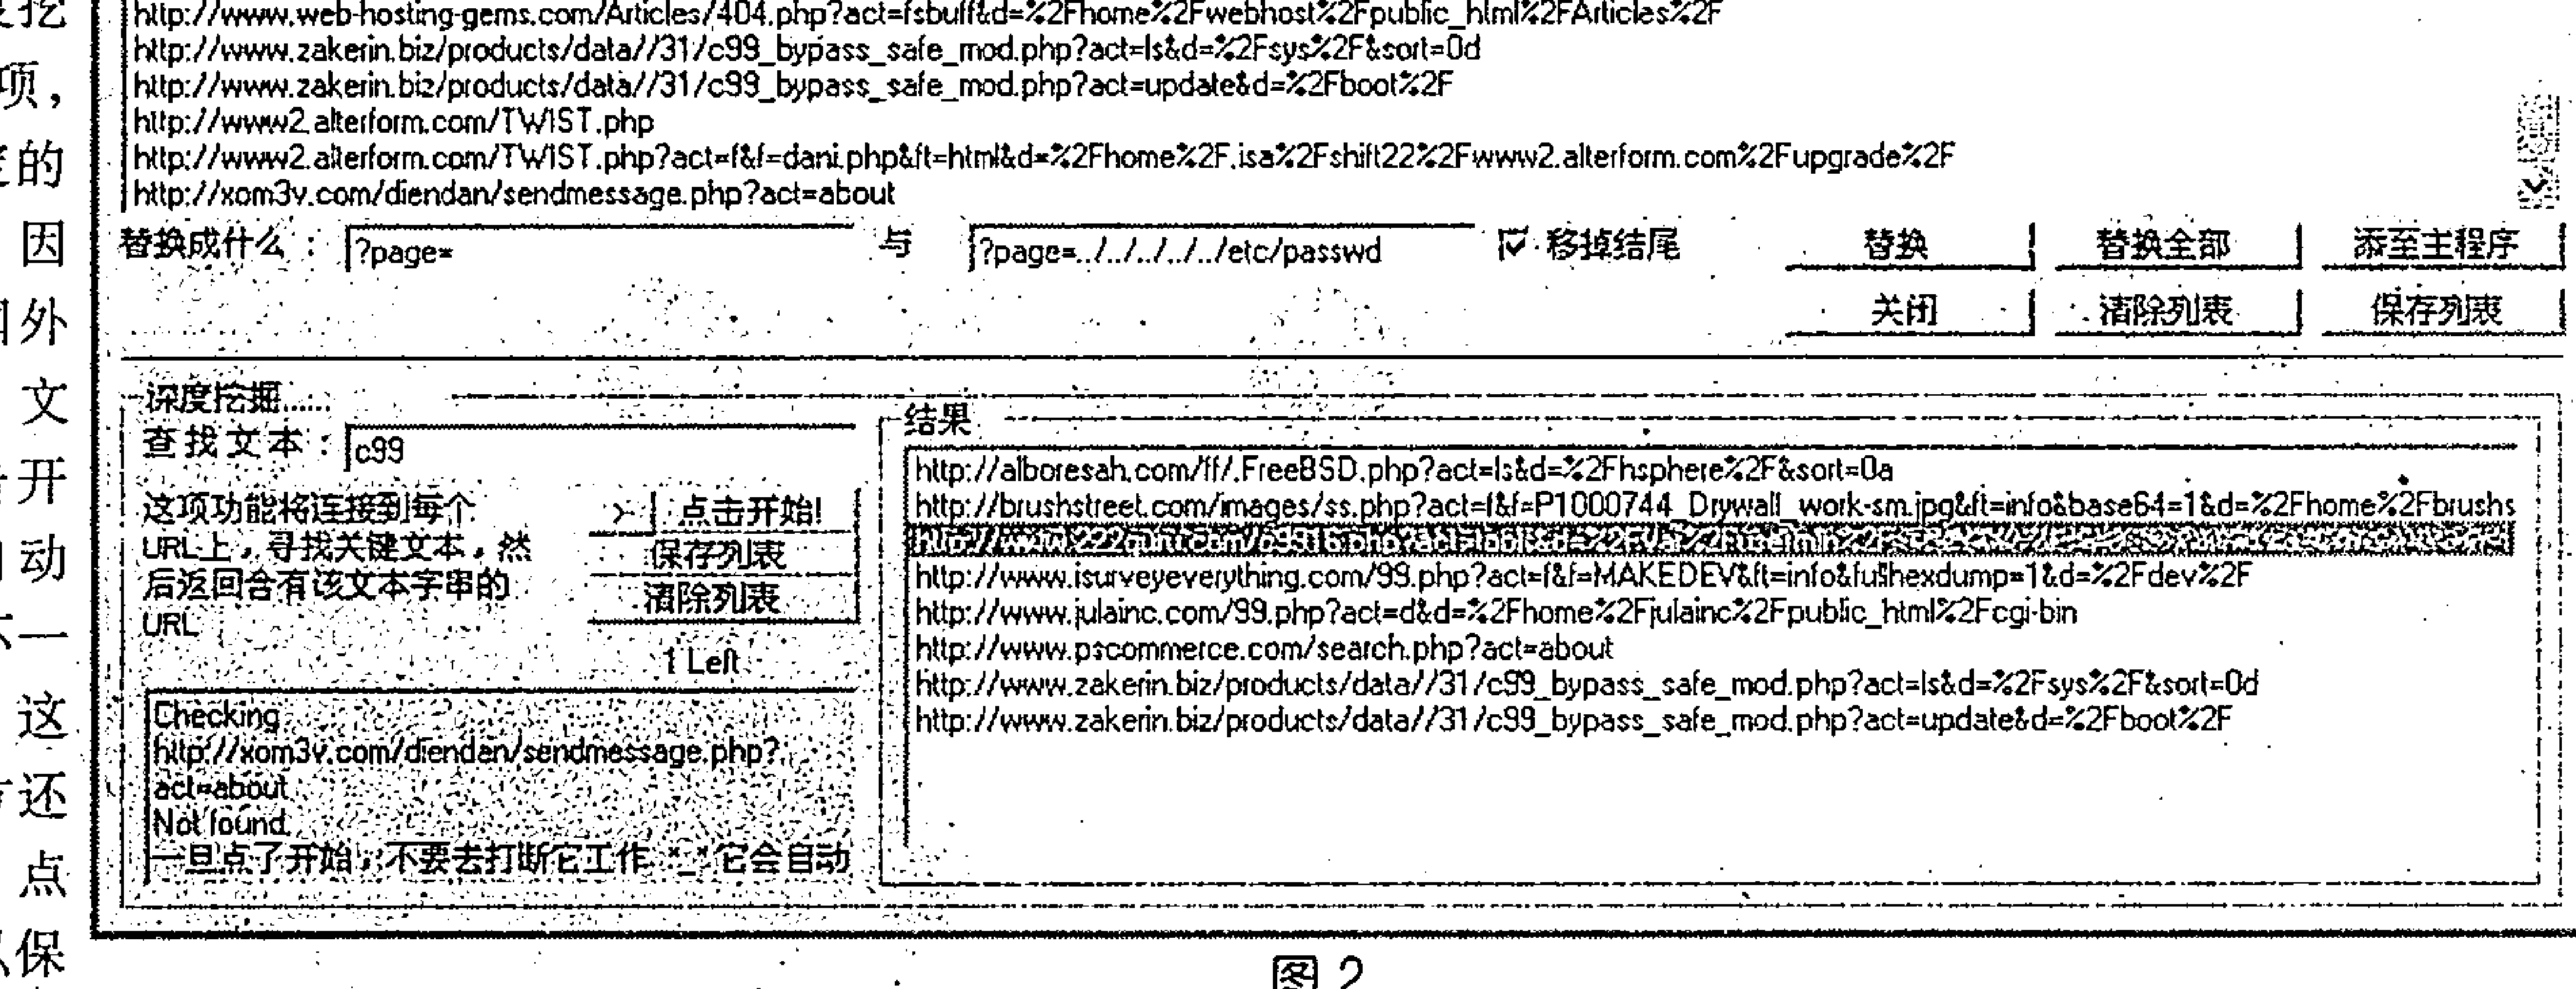 http://www.web-hosting-gems.com/Articles/404.php?act=fsbuff&d=%2Fhome%2Fwebhost%2Fpublic_html%2FArticles%2F
http://www.zakerin.biz/products/data//31/c99_bypass_safe_mod.php?act=ls&d=%2Fsys%2F&sort=0d
http://www.zakerin.biz/products/data//31/c99_bypass_safe_mod.php?act=update&d=%2Fboot%2F
http://www2.alterform.com/TWIST.php
http://www2.alterform.com/TWIST.php?act=f&f=dani.php&ft=html&d=%2Fhome%2F.isa%2Fshift22%2Fwww2.alterform.com%2Fupgrade%2F
http://xom3v.com/diendan/sendmessage.php?act=about
替换成什么： ?page= 与 ?page=../../../../../etc/passwd 移掉结尾 替换 替换全部 添至主程序
关闭 清除列表 保存列表
深度挖掘......
查找文本： c99
这项功能将连接到每个
URL上，寻找关键文本，然
后返回含有该文本字串的
URL
> 点击开始!
保存列表
清除列表
1 Left
Checking
http://xom3v.com/diendan/sendmessage.php?
act=about
Not found.
一旦点了开始，不要去打断它工作 *_* 它会自动
结果
http://alboresah.com/ff/.FreeBSD.php?act=ls&d=%2Fhsphere%2F&sort=0a
http://brushstreet.com/images/ss.php?act=f&f=P1000744_Drywall_work-sm.jpg&ft=info&base64=1&d=%2Fhome%2Fbrushs
http://www.isurveyeverything.com/99.php?act=f&f=MAKEDEV&ft=info&fullhexdump=1&d=%2Fdev%2F
http://www.julainc.com/99.php?act=d&d=%2Fhome%2Fjulainc%2Fpublic_html%2Fcgi-bin
http://www.pscommerce.com/search.php?act=about
http://www.zakerin.biz/products/data//31/c99_bypass_safe_mod.php?act=ls&d=%2Fsys%2F&sort=0d
http://www.zakerin.biz/products/data//31/c99_bypass_safe_mod.php?act=update&d=%2Fboot%2F
图 2
挖
项，
的
因
外
文
开
动
一
这
还
点
保